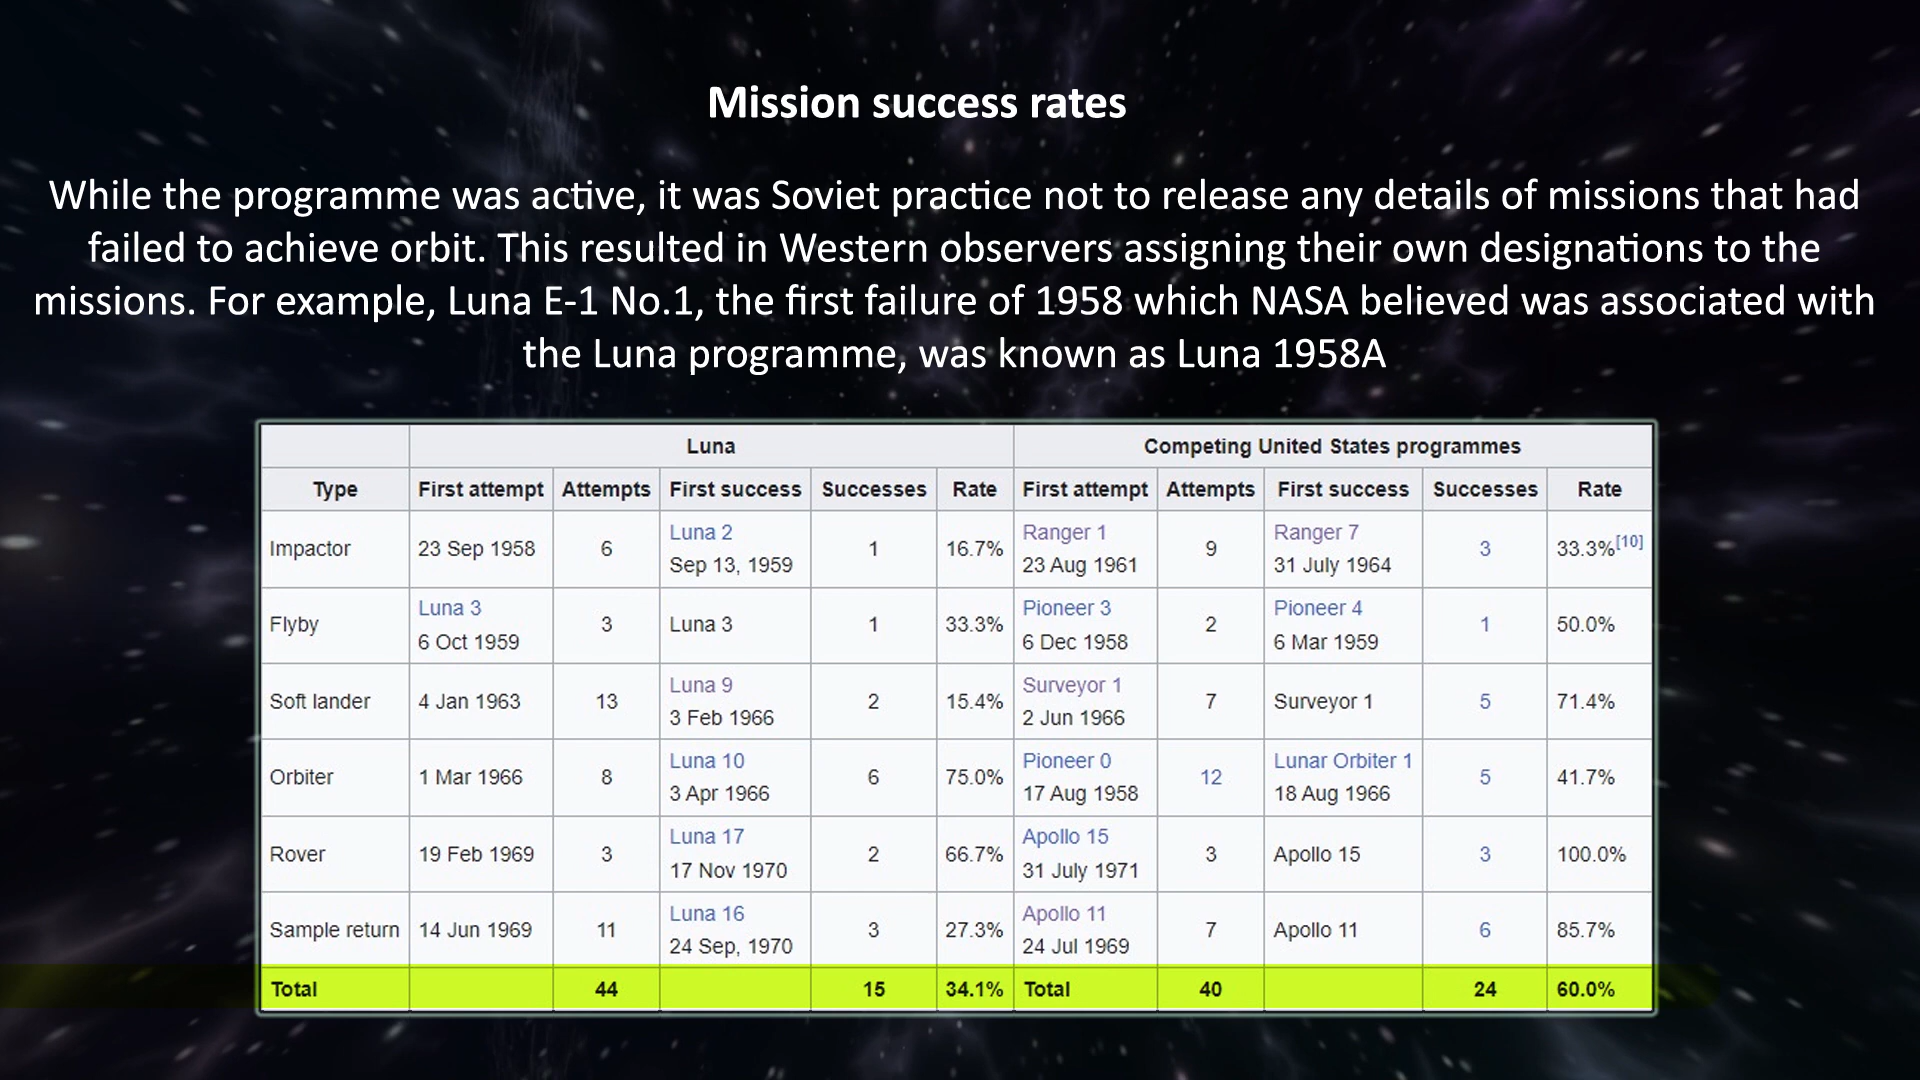 Mission success rates
While the programme was active, it was Soviet practice not to release any details of missions that had
failed to achieve orbit. This resulted in Western observers assigning their own designations to the
missions. For example, Luna E-1 No.1, the first failure of 1958 which NASA believed was associated with
the Luna programme, was known as Luna 1958A
Luna Competing United States programmes
Type First attempt Attempts First success Successes Rate First attempt Attempts First success Successes Rate
Impactor 23 Sep 1958 6 Luna 2 Sep 13, 1959 1 16.7% Ranger 1 23 Aug 1961 9 Ranger 7 31 July 1964 3 33.3%[10]
Flyby Luna 3 6 Oct 1959 3 Luna 3 1 33.3% Pioneer 3 6 Dec 1958 2 Pioneer 4 6 Mar 1959 1 50.0%
Soft lander 4 Jan 1963 13 Luna 9 3 Feb 1966 2 15.4% Surveyor 1 2 Jun 1966 7 Surveyor 1 5 71.4%
Orbiter 1 Mar 1966 8 Luna 10 3 Apr 1966 6 75.0% Pioneer 0 17 Aug 1958 12 Lunar Orbiter 1 18 Aug 1966 5 41.7%
Rover 19 Feb 1969 3 Luna 17 17 Nov 1970 2 66.7% Apollo 15 31 July 1971 3 Apollo 15 3 100.0%
Sample return 14 Jun 1969 11 Luna 16 24 Sep, 1970 3 27.3% Apollo 11 24 Jul 1969 7 Apollo 11 6 85.7%
Total 44 15 34.1% Total 40 24 60.0%